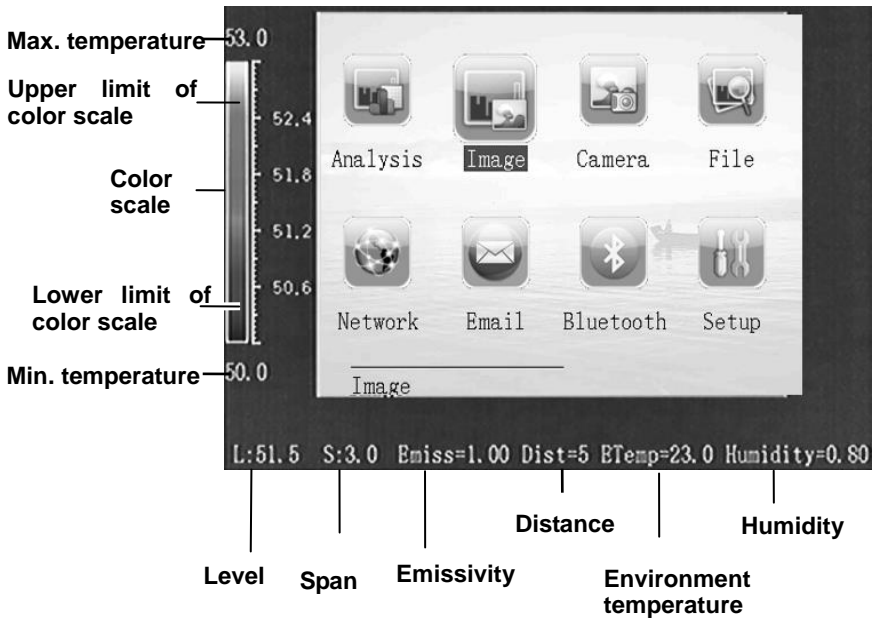 Max. temperature
53.0
Upper limit of
color scale
52.4
Analysis Image Camera File
Color
scale
51.8
51.2
Lower limit of
color scale
50.6
Network Email Bluetooth Setup
Min. temperature
50.0
Image
L:51.5 S:3.0 Emiss=1.00 Dist=5 ETemp=23.0 Humidity=0.80
Distance
Humidity
Level
Span
Emissivity
Environment
temperature